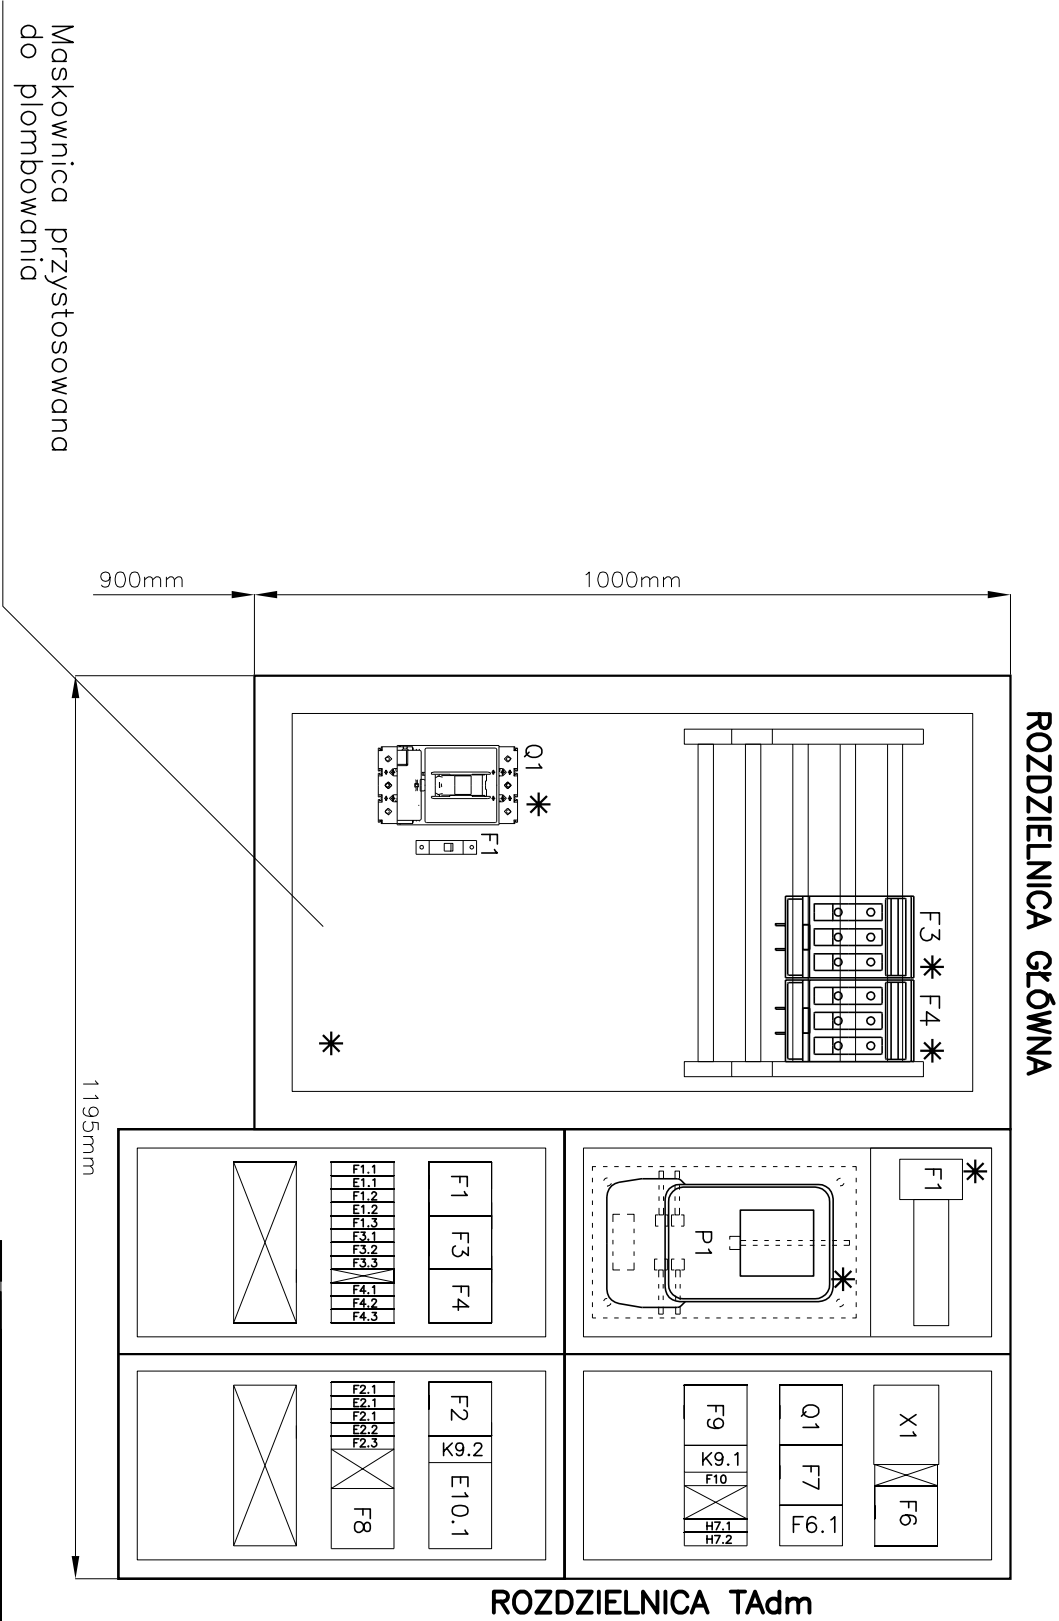 Maskownica przystosowana
do plombowania
900mm
1000mm
1195mm
ROZDZIELNICA GŁÓWNA
Q1
F1
F3
F4
F1
P1
F1
F3
F4
F1.1
E1.1
F1.2
E1.2
F1.3
F3.1
F3.2
F3.3
F4.1
F4.2
F4.3
X1
F6
Q1
F7
F6.1
F9
K9.1
F10
H7.1
H7.2
F2
K9.2
E10.1
F2.1
E2.1
F2.1
E2.2
F2.3
F8
ROZDZIELNICA TAdm